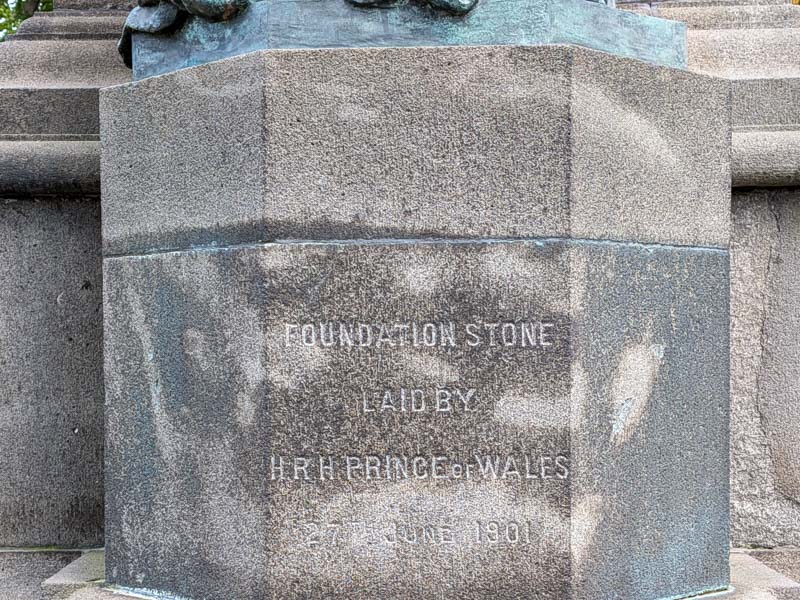 FOUNDATION STONE
LAID BY
H.R.H. PRINCE OF WALES
27TH JUNE 1901